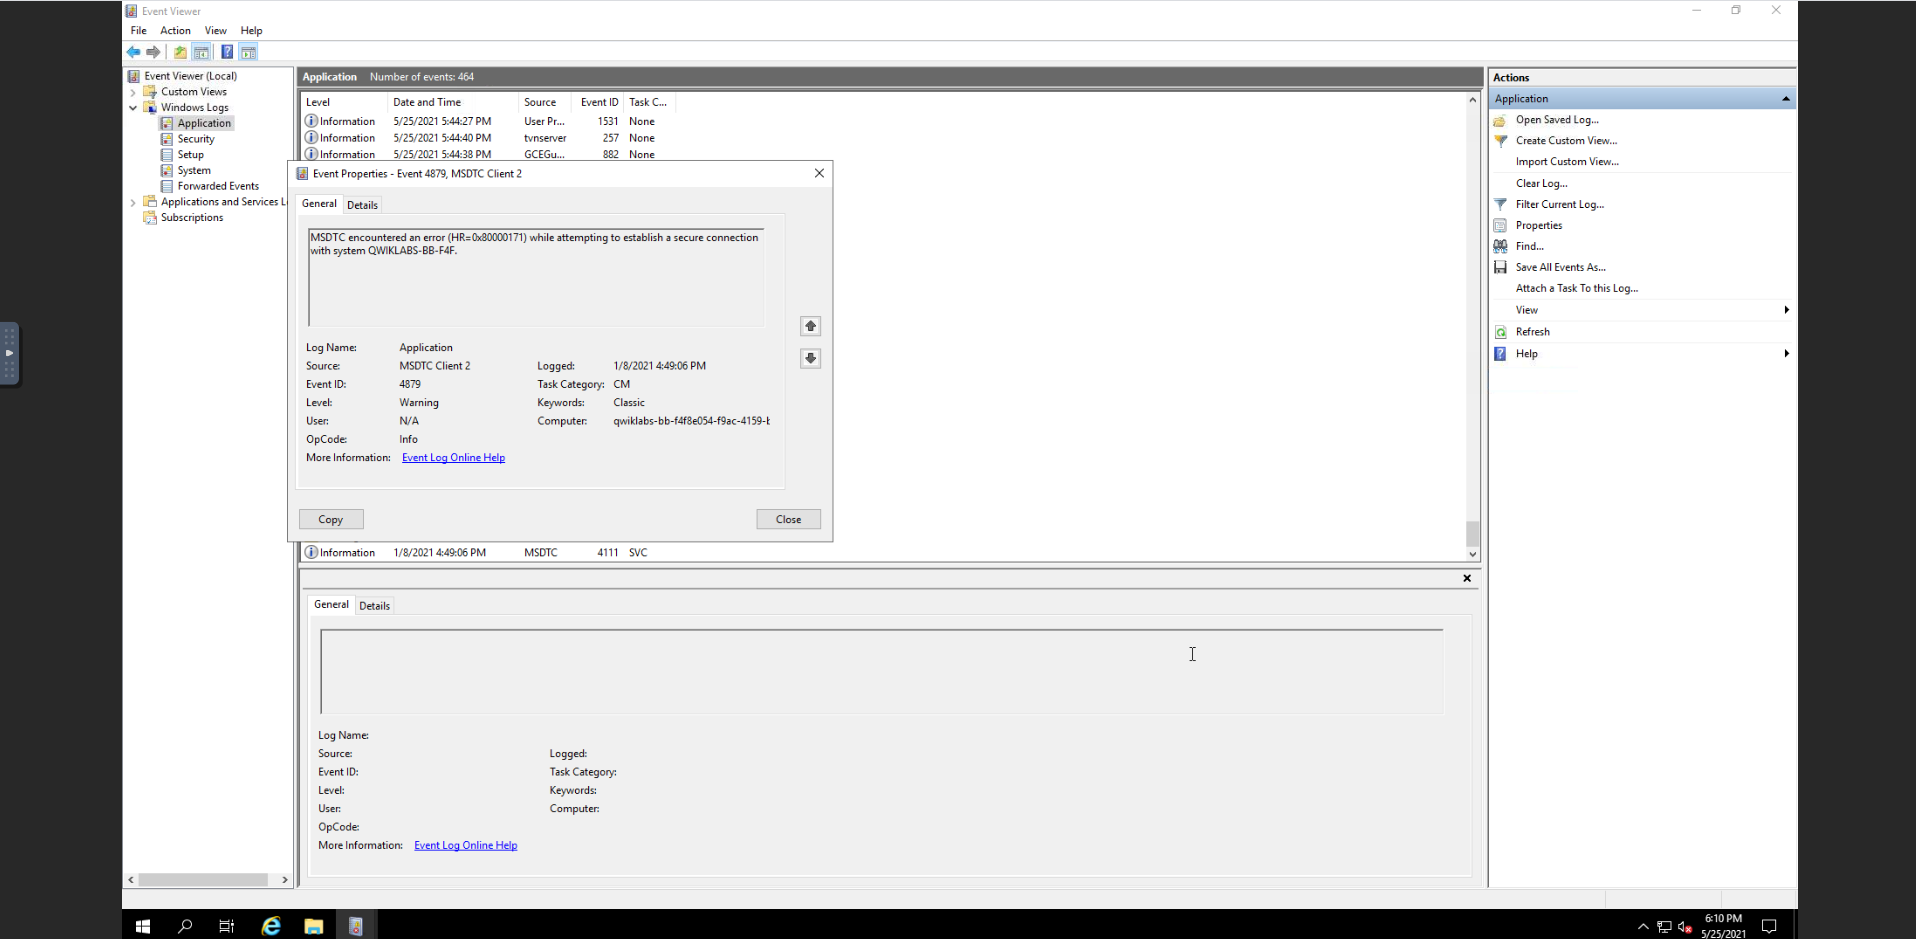 Event Viewer
File Action View Help
Event Viewer (Local)
Custom Views
Windows Logs
Application
Security
Setup
System
Forwarded Events
Applications and Services L
Subscriptions
Application Number of events: 464
Level Date and Time Source Event ID Task C...
Information 5/25/2021 5:44:27 PM User Pr... 1531 None
Information 5/25/2021 5:44:40 PM tvnserver 257 None
Information 5/25/2021 5:44:38 PM GCEGu... 882 None
Event Properties - Event 4879, MSDTC Client 2
General Details
MSDTC encountered an error (HR=0x80000171) while attempting to establish a secure connection
with system QWIKLABS-BB-F4F.
Log Name: Application
Source: MSDTC Client 2 Logged: 1/8/2021 4:49:06 PM
Event ID: 4879 Task Category: CM
Level: Warning Keywords: Classic
User: N/A Computer: qwiklabs-bb-f4f8e054-f9ac-4159-b
OpCode: Info
More Information: Event Log Online Help
Copy Close
Information 1/8/2021 4:49:06 PM MSDTC 4111 SVC
General Details
Log Name:
Source: Logged:
Event ID: Task Category:
Level: Keywords:
User: Computer:
OpCode:
More Information: Event Log Online Help
Actions
Application
Open Saved Log...
Create Custom View...
Import Custom View...
Clear Log...
Filter Current Log...
Properties
Find...
Save All Events As...
Attach a Task To this Log...
View
Refresh
Help
6:10 PM
5/25/2021